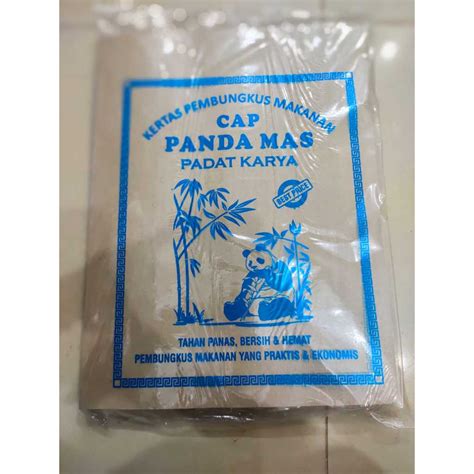 KERTAS PEMBUNGKUS MAKANAN
CAP
PANDA MAS
PADAT KARYA
BEST PRICE
TAHAN PANAS, BERSIH & HEMAT
PEMBUNGKUS MAKANAN YANG PRAKTIS & EKONOMIS